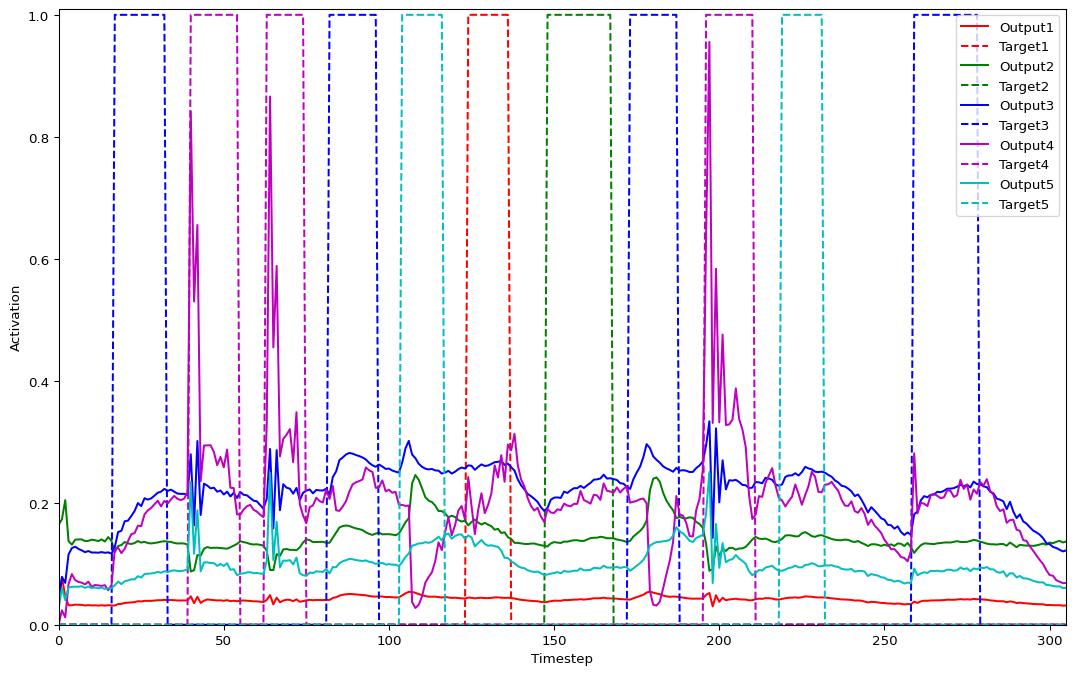 1.0
0.8
0.6
0.4
0.2
0.0
Activation
0
50
100
150
200
250
300
Timestep
Output1
Target1
Output2
Target2
Output3
Target3
Output4
Target4
Output5
Target5